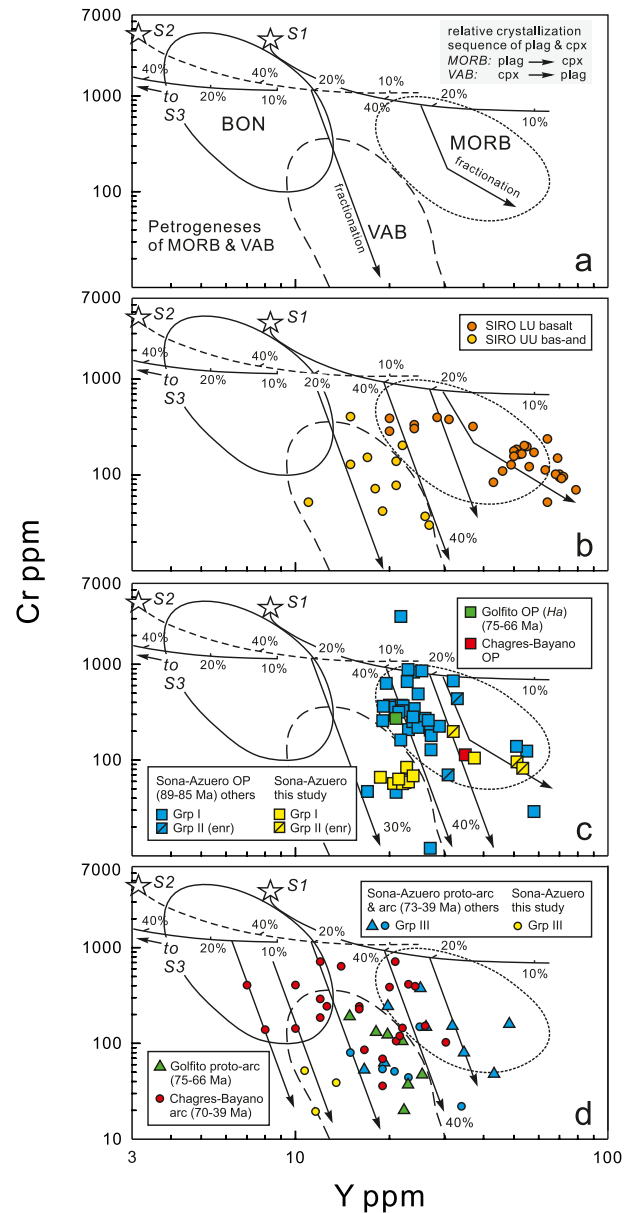 7000
S2
S1
relative crystallization
sequence of plag & cpx
MORB: plag → cpx
VAB: cpx → plag
40%
40%
20%
10%
1000
to
S3
20%
10%
20%
40%
20%
10%
BON
MORB
fractionation
100
fractionation
VAB
Petrogeneses
of MORB & VAB
a
7000
S2
S1
SIRO LU basalt
SIRO UU bas-and
40%
40%
10%
1000
to
S3
20%
10%
20%
40%
20%
10%
100
40%
b
Cr ppm
7000
S2
S1
Golfito OP (Ha)
(75-66 Ma)
Chagres-Bayano
OP
40%
40%
20%
10%
1000
to
S3
20%
10%
40%
20%
10%
100
Sona-Azuero OP
(89-85 Ma) others
Grp I
Grp II (enr)
Sona-Azuero
this study
Grp I
Grp II (enr)
30%
40%
c
7000
S2
S1
Sona-Azuero proto-arc
& arc (73-39 Ma) others
Grp III
Sona-Azuero
this study
Grp III
40%
40%
10%
1000
to
S3
20%
10%
20%
40%
20%
10%
100
Golfito proto-arc
(75-66 Ma)
Chagres-Bayano
arc (70-39 Ma)
40%
d
10
3
10
100
Y ppm